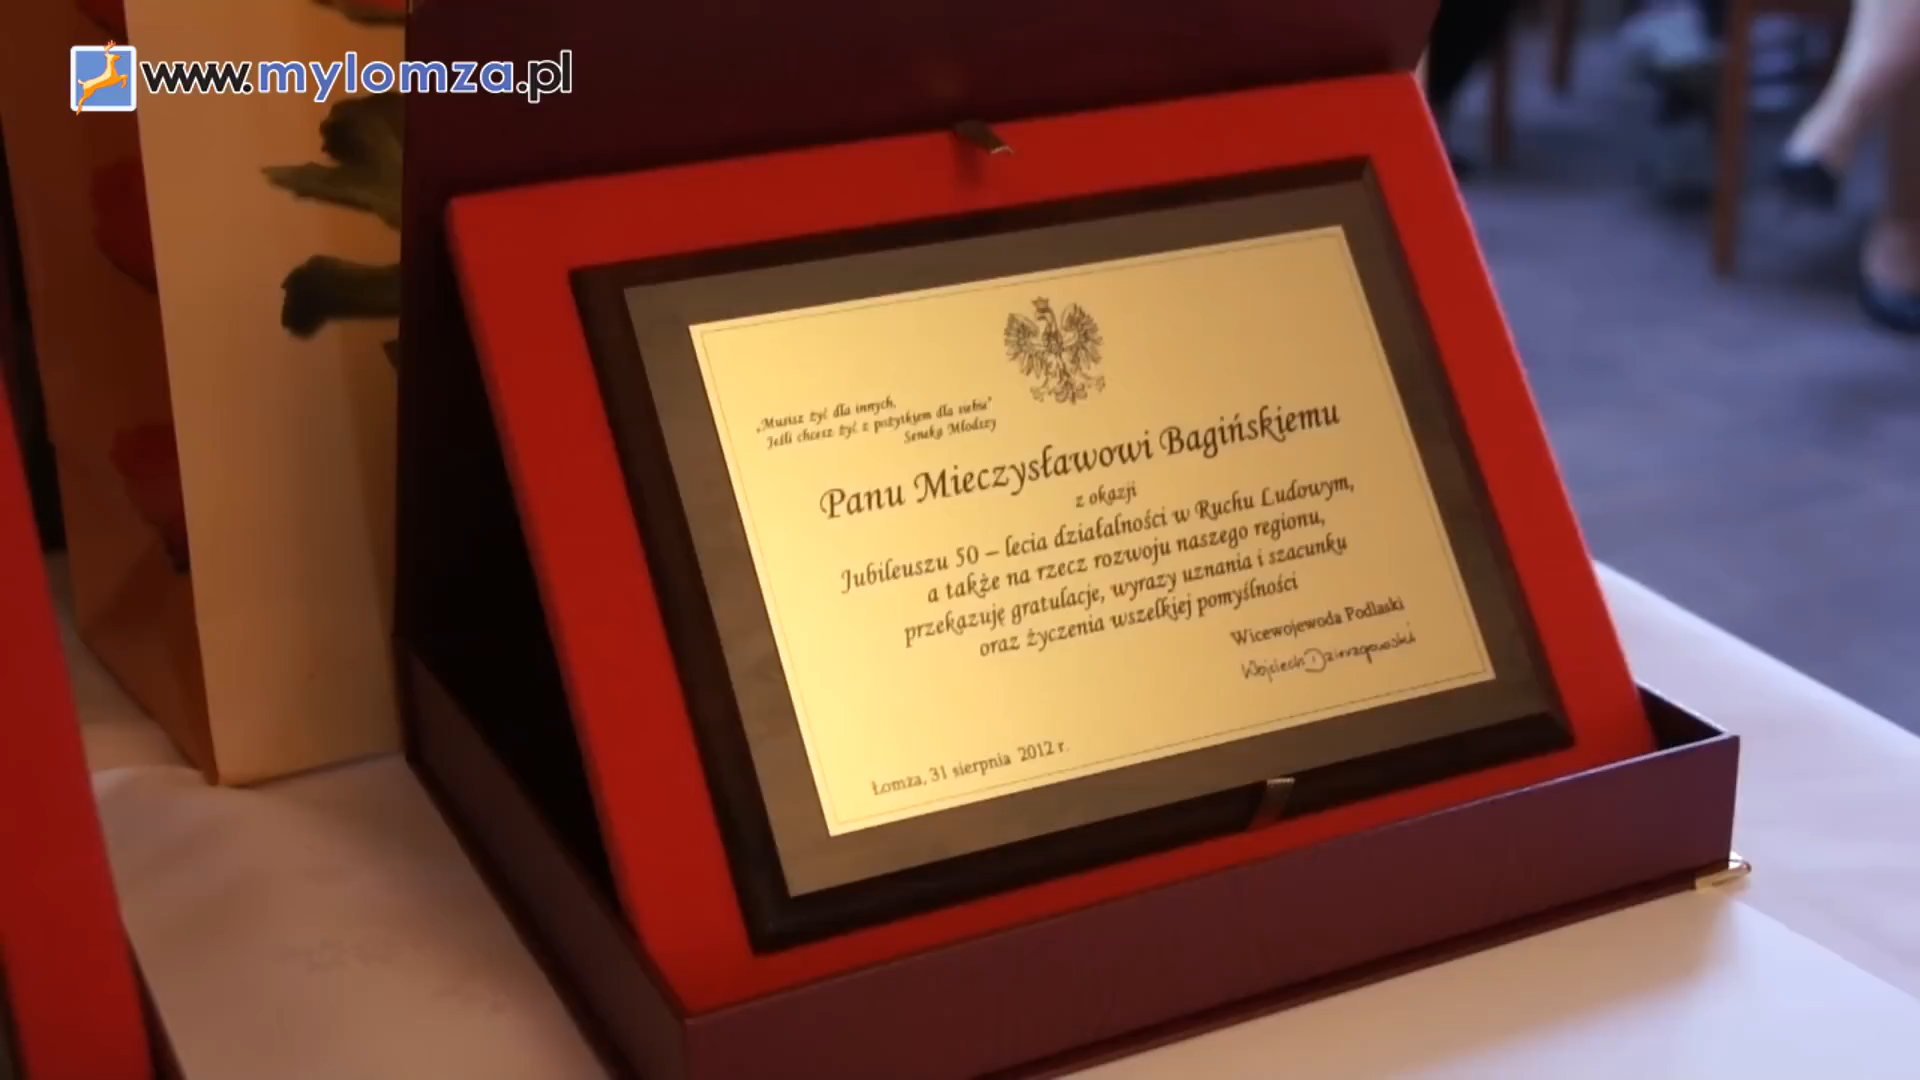 www.mylomza.pl
„Musisz żyć dla innych,
Jeśli chcesz żyć z pożytkiem dla siebie"
Seneka Młodszy
Panu Mieczysławowi Bagińskiemu
z okazji
Jubileuszu 50 – lecia działalności w Ruchu Ludowym,
a także na rzecz rozwoju naszego regionu,
przekazuję gratulacje, wyrazy uznania i szacunku
oraz życzenia wszelkiej pomyślności
Wicewojewoda Podlaski
Wojciech Dzierzgowski
Łomża, 31 sierpnia 2012 r.